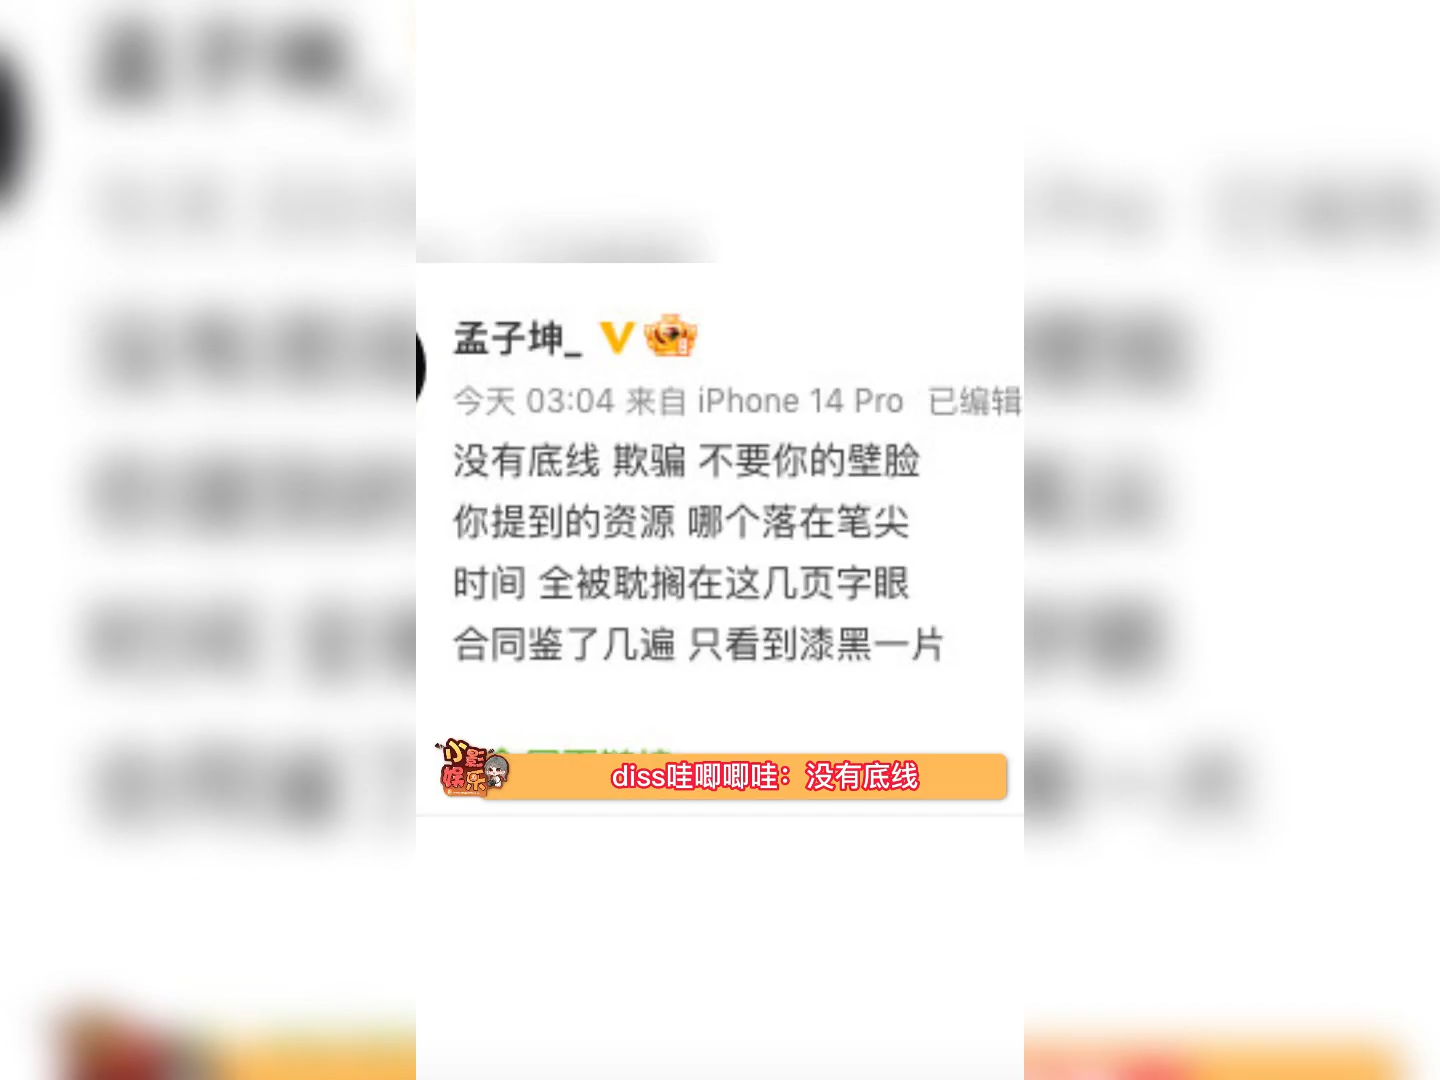 孟子坤_
今天 03:04 来自 iPhone 14 Pro 已编辑
没有底线 欺骗 不要你的壁脸
你提到的资源 哪个落在笔尖
时间 全被耽搁在这几页字眼
合同鉴了几遍 只看到漆黑一片
小影娱乐
diss哇唧唧哇：没有底线